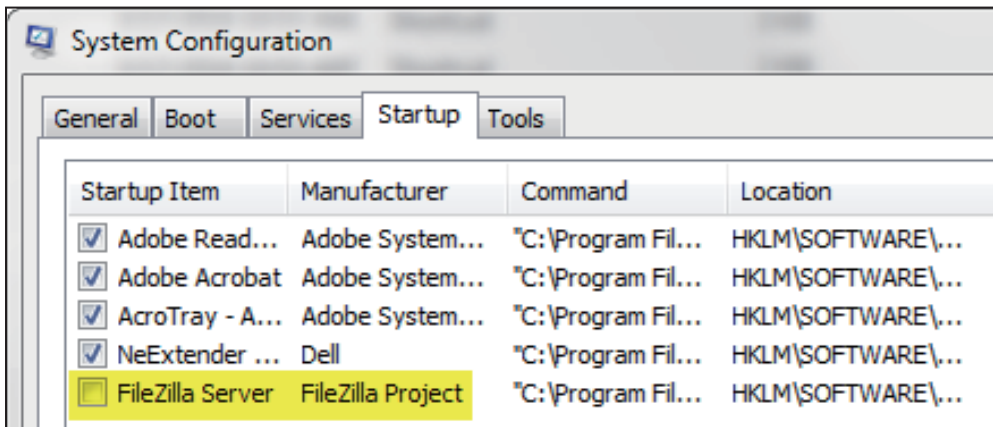 System Configuration
General Boot Services Startup Tools
Startup Item Manufacturer Command Location
Adobe Read... Adobe System... "C:\Program Fil... HKLM\SOFTWARE\...
Adobe Acrobat Adobe System... "C:\Program Fil... HKLM\SOFTWARE\...
AcroTray - A... Adobe System... "C:\Program Fil... HKLM\SOFTWARE\...
NeExtender ... Dell "C:\Program Fil... HKLM\SOFTWARE\...
FileZilla Server FileZilla Project "C:\Program Fil... HKLM\SOFTWARE\...